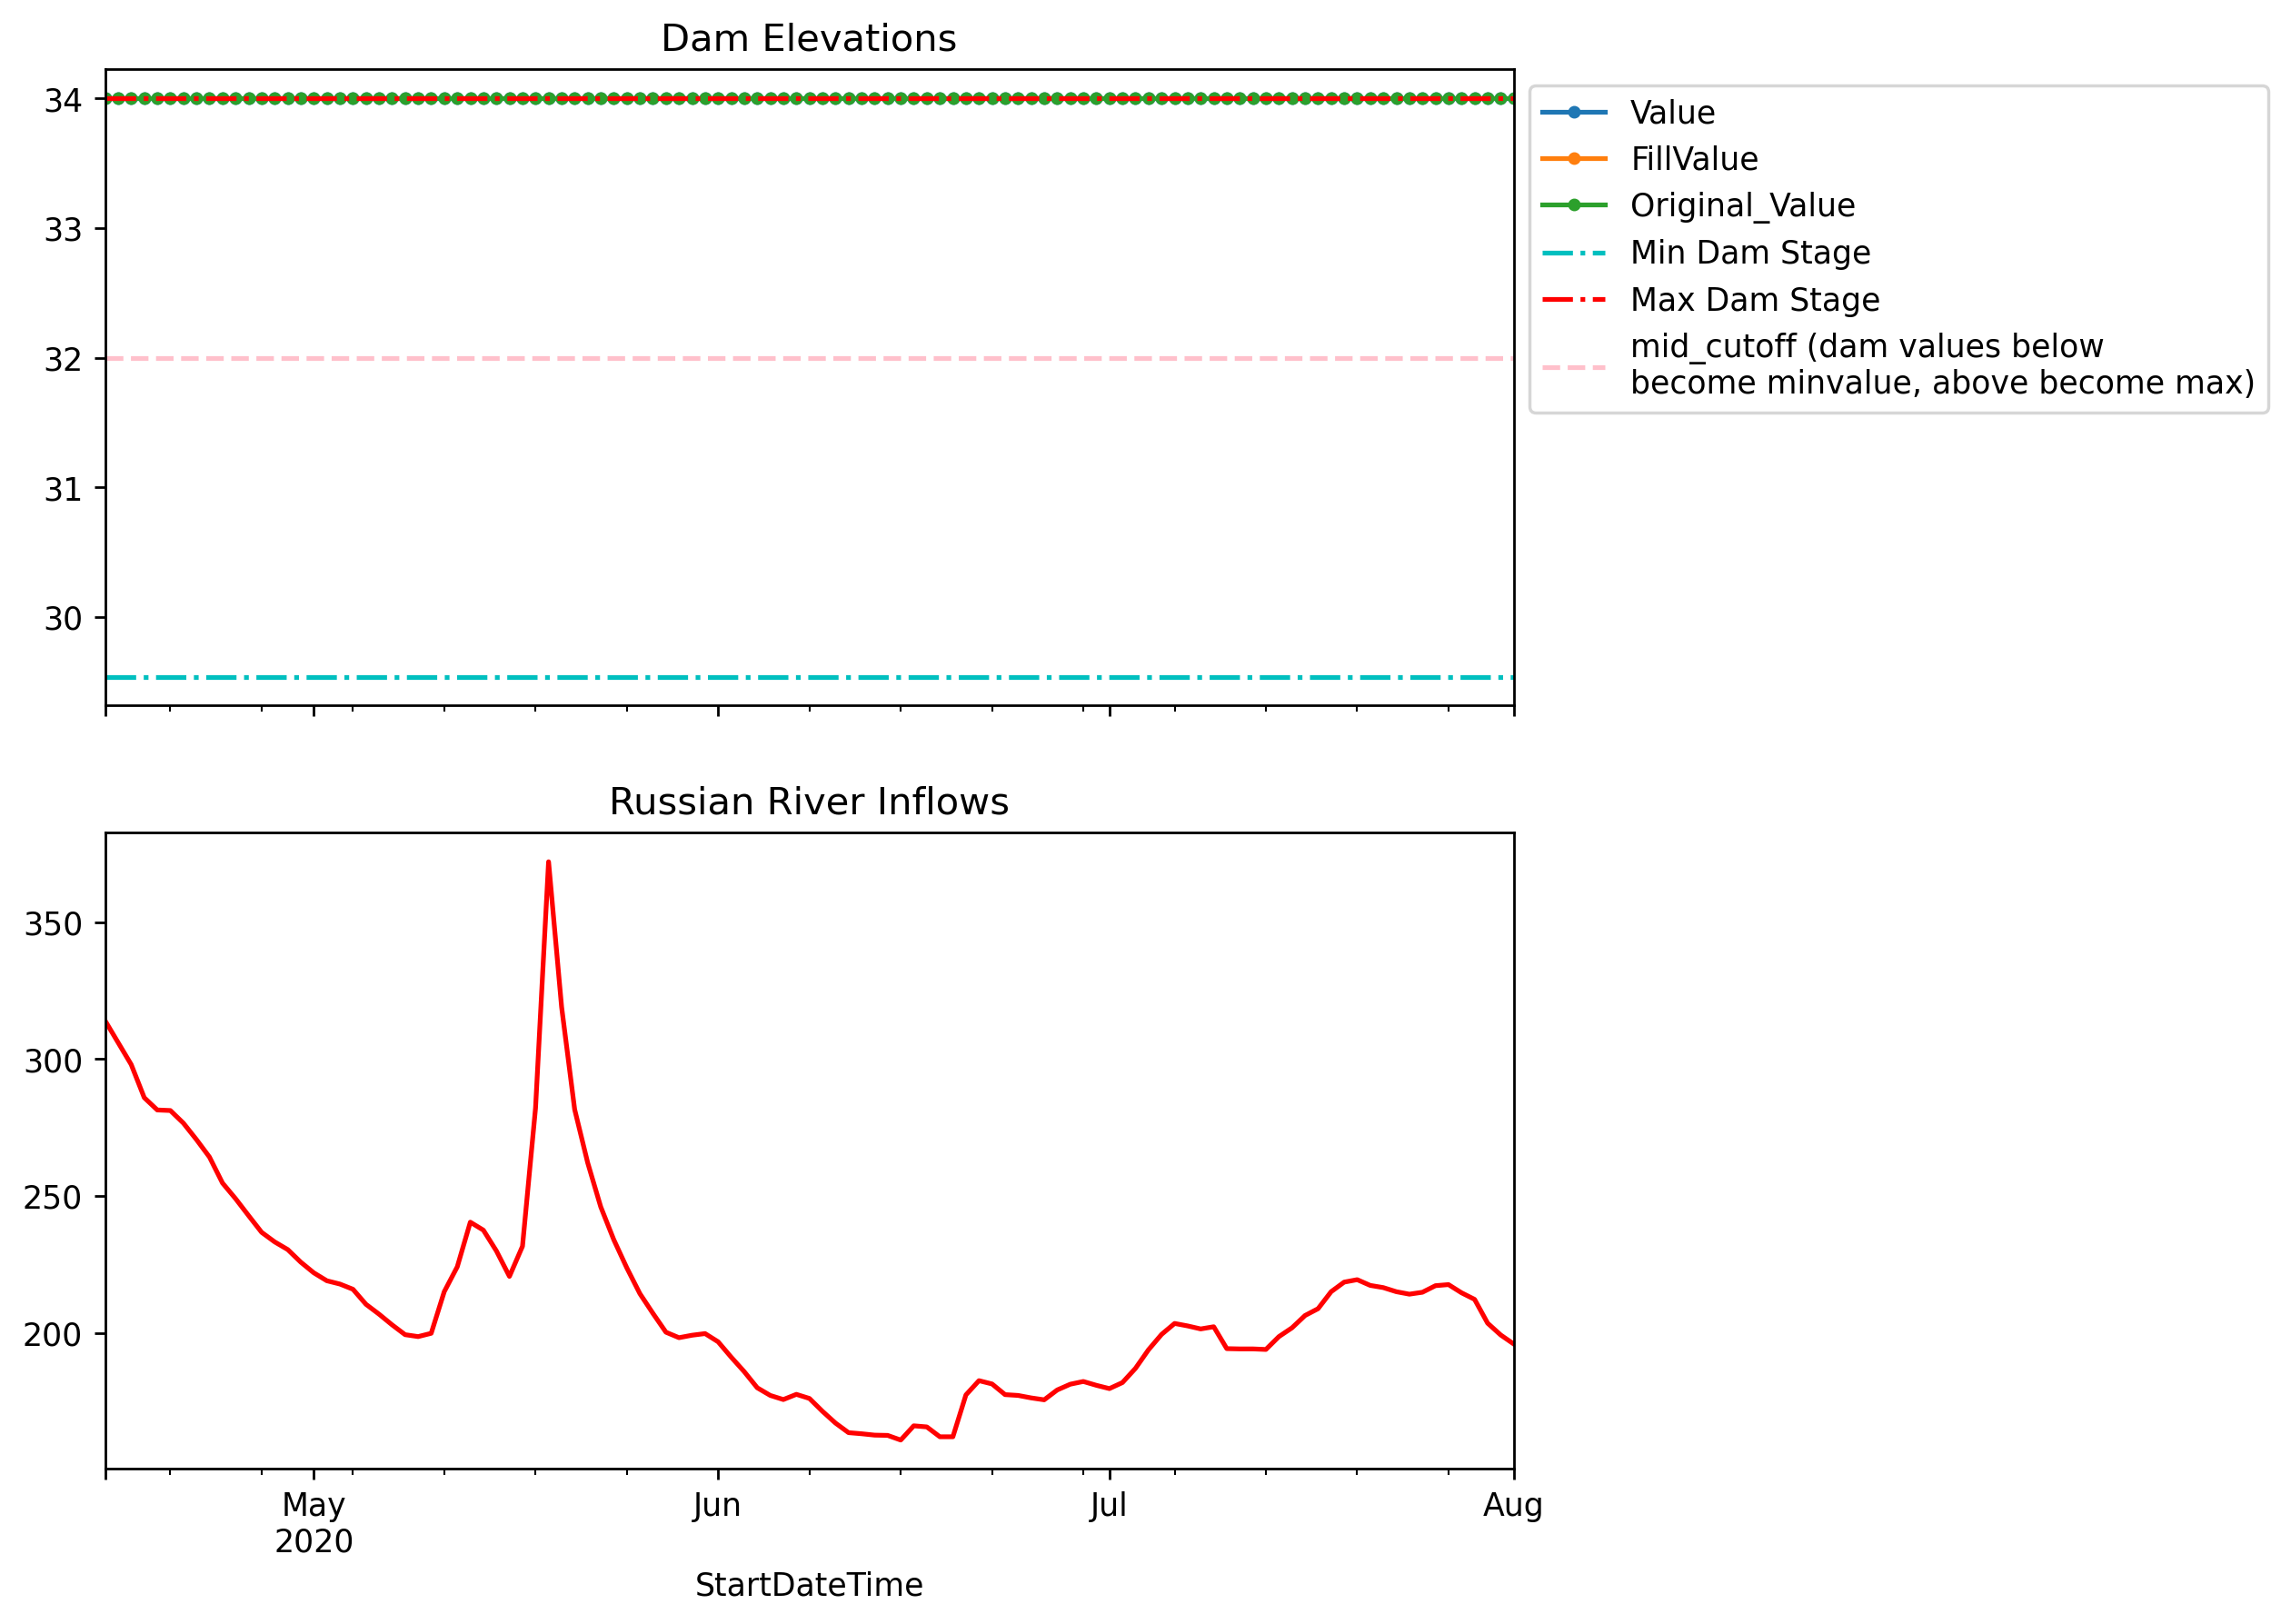 Dam Elevations
34
33
32
31
30
Value
FillValue
Original_Value
Min Dam Stage
Max Dam Stage
mid_cutoff (dam values below
become minvalue, above become max)
Russian River Inflows
350
300
250
200
May
2020
Jun
Jul
Aug
StartDateTime